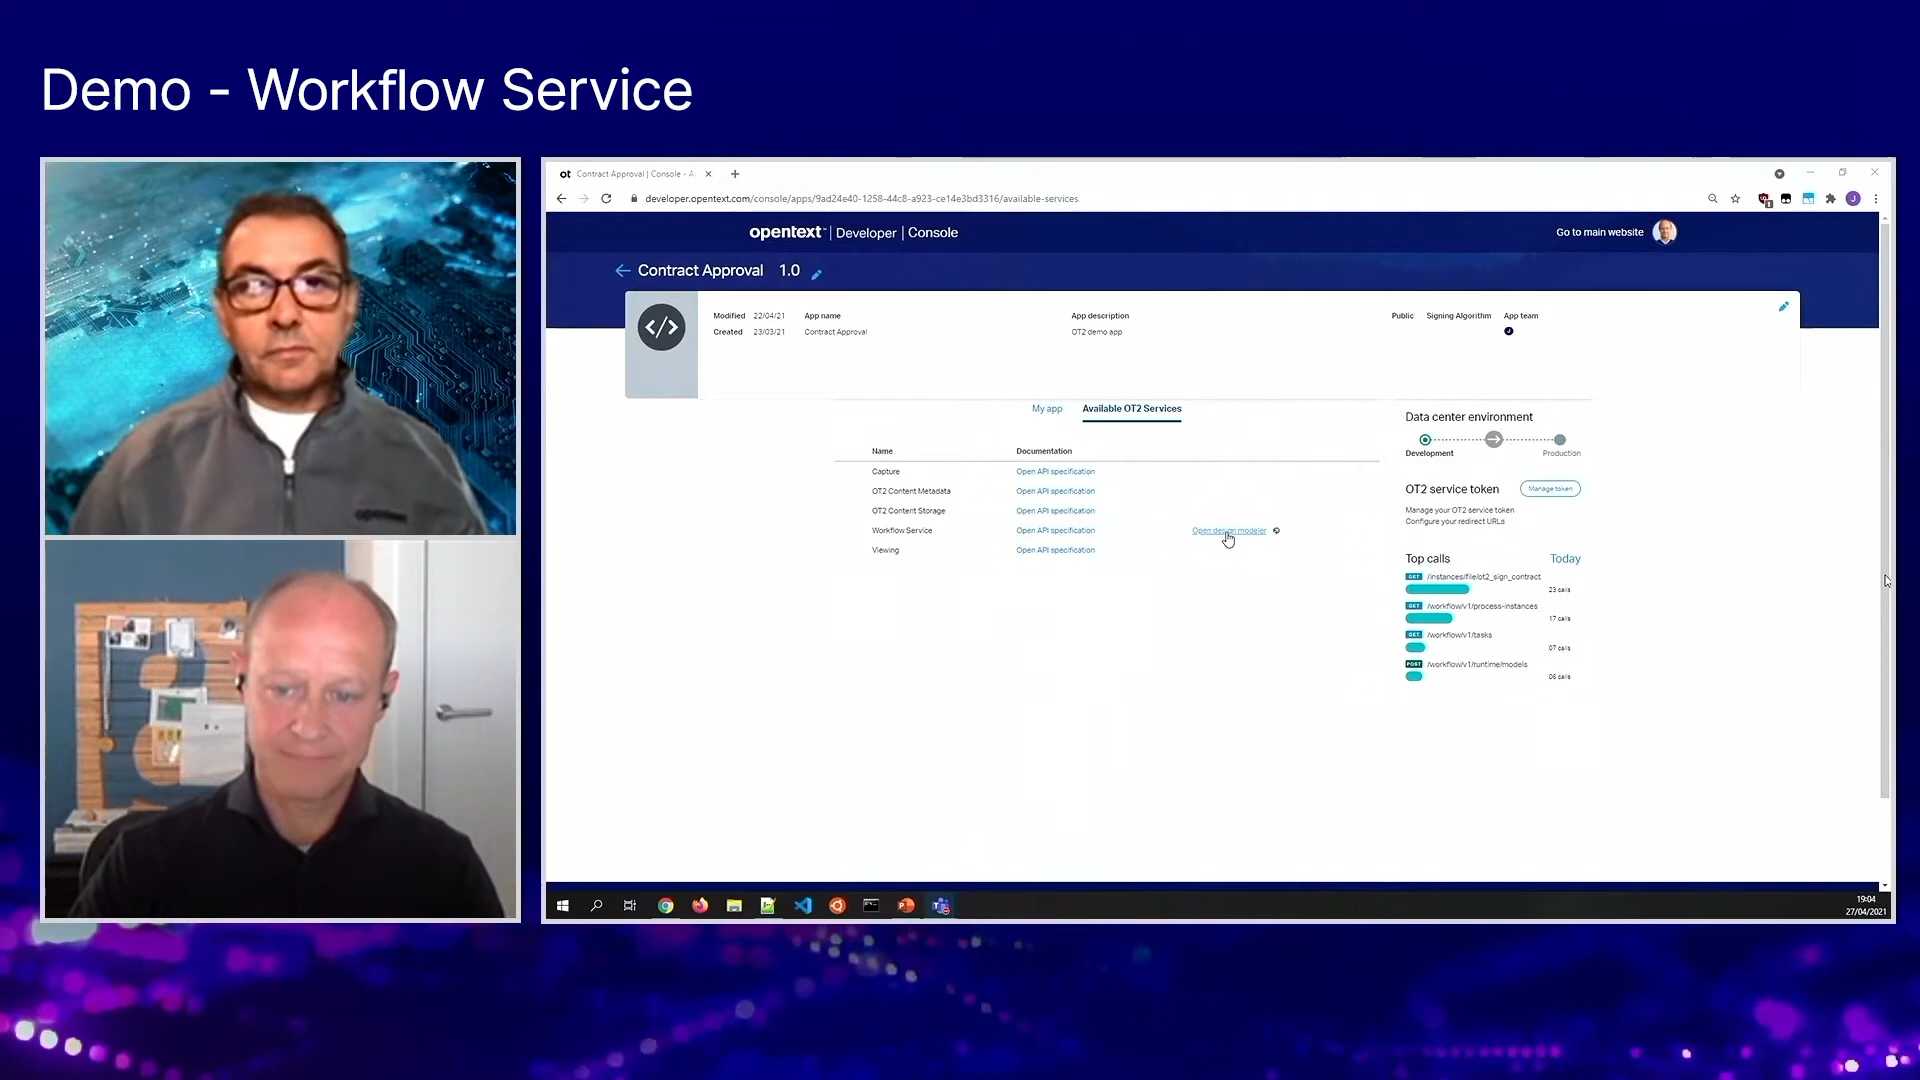 Demo - Workflow Service
Contract Approval | Console - A
developer.opentext.com/console/apps/9ad24e40-1258-44c8-a923-ce14e3bd3316/available-services
opentext™ | Developer | Console
Go to main website
Contract Approval 1.0
Modified 22/04/21
Created 23/03/21
App name
Contract Approval
App description
OT2 demo app
Public
Signing Algorithm
App team
My app
Available OT2 Services
Name
Documentation
Capture
Open API specification
OT2 Content Metadata
Open API specification
OT2 Content Storage
Open API specification
Workflow Service
Open API specification
Open design modeler
Viewing
Open API specification
Data center environment
Development
Production
OT2 service token
Manage token
Manage your OT2 service token
Configure your redirect URLs
Top calls
Today
GET /instances/file/ot2_sign_contract
23 calls
GET /workflow/v1/process-instances
17 calls
GET /workflow/v1/tasks
07 calls
POST /workflow/v1/runtime/models
06 calls
19:04
27/04/2021